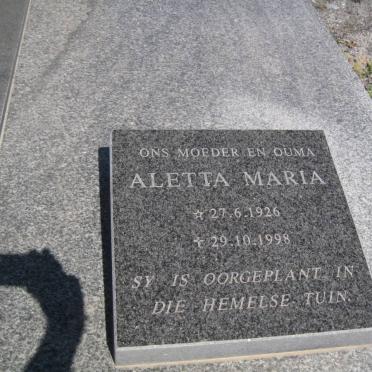 ONS MOEDER EN OUMA
ALETTA MARIA
☆ 27.6.1926
✝ 29.10.1998
SY IS OORGEPLANT IN
DIE HEMELSE TUIN.